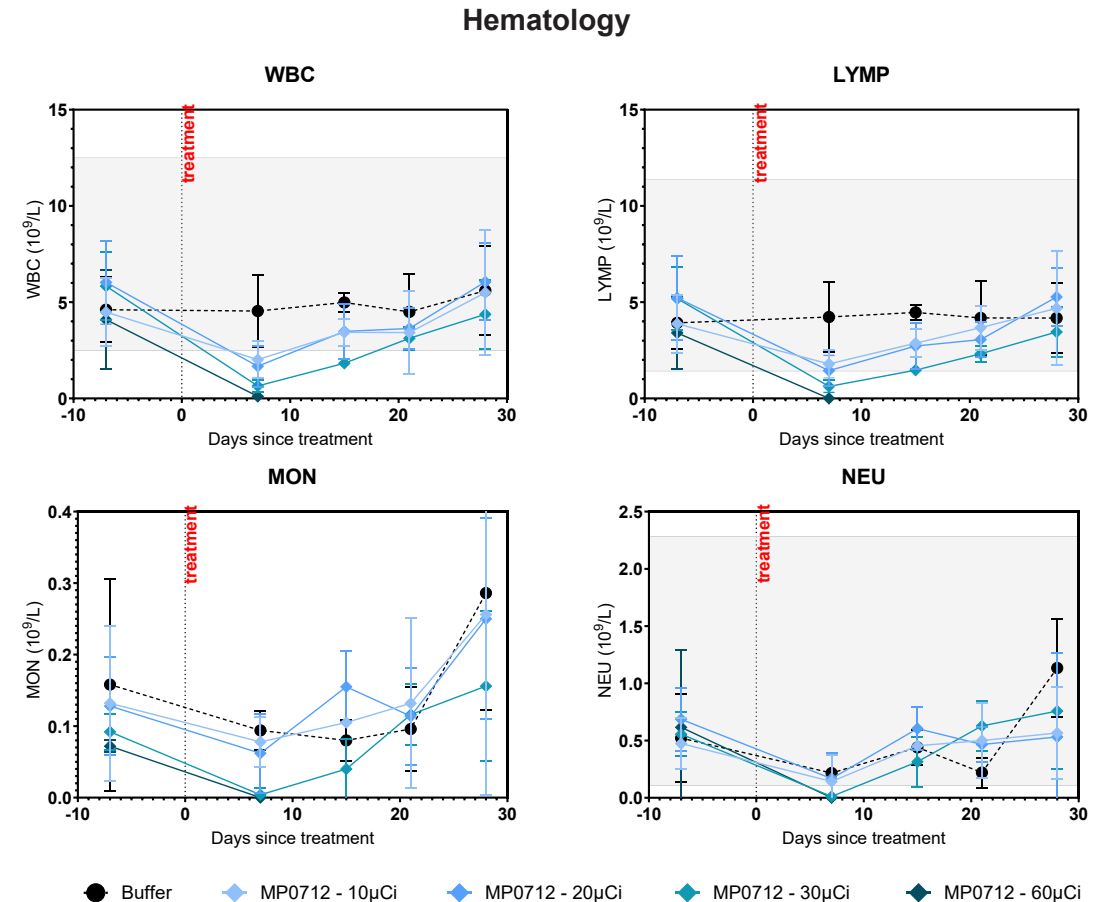 Hematology
WBC
15
10
5
0
-10
0
10
20
30
WBC (10⁹/L)
treatment
Days since treatment
LYMP
15
10
5
0
-10
0
10
20
30
LYMP (10⁹/L)
treatment
Days since treatment
MON
0.4
0.3
0.2
0.1
0.0
-10
0
10
20
30
MON (10⁹/L)
treatment
Days since treatment
NEU
2.5
2.0
1.5
1.0
0.5
0.0
-10
0
10
20
30
NEU (10⁹/L)
treatment
Days since treatment
Buffer
MP0712 - 10µCi
MP0712 - 20µCi
MP0712 - 30µCi
MP0712 - 60µCi